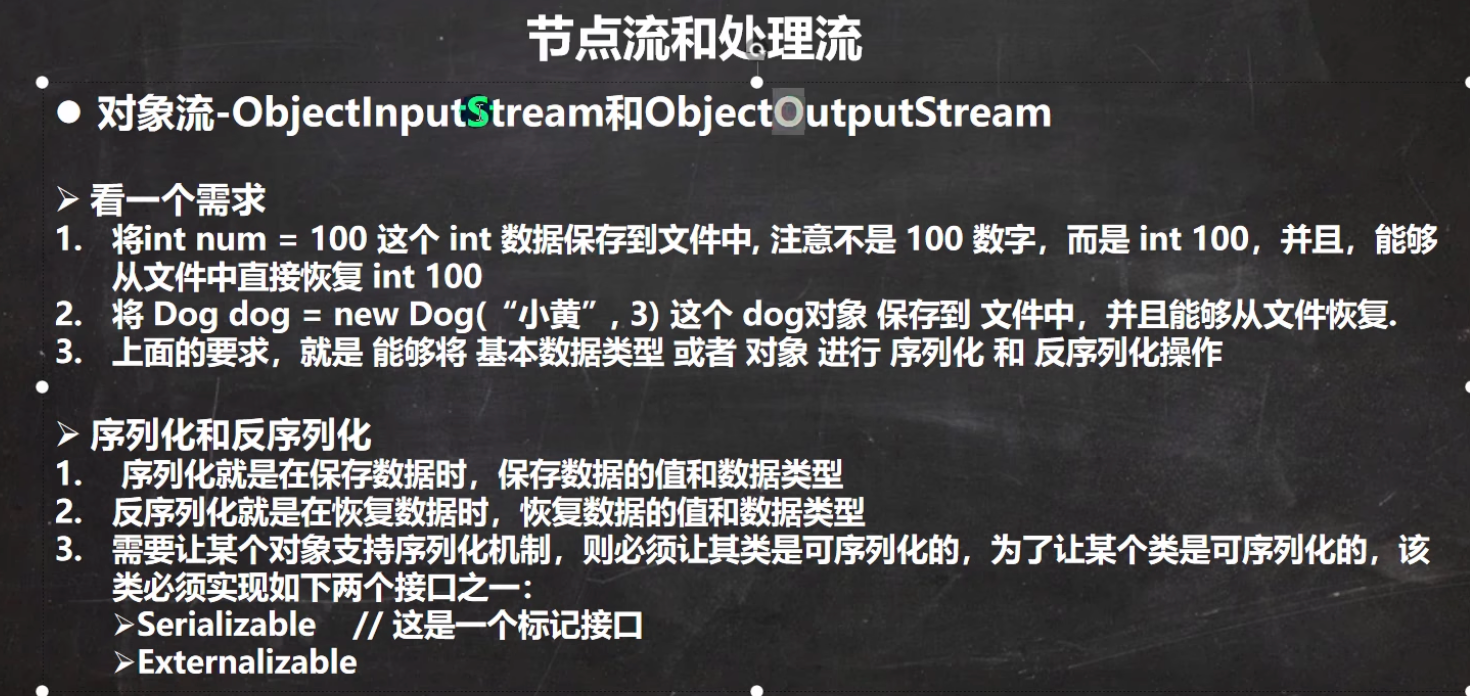 节点流和处理流
● 对象流-ObjectInputStream和ObjectOutputStream
➢ 看一个需求
1. 将int num = 100 这个 int 数据保存到文件中, 注意不是 100 数字，而是 int 100，并且，能够
从文件中直接恢复 int 100
2. 将 Dog dog = new Dog(“小黄”, 3) 这个 dog对象 保存到 文件中，并且能够从文件恢复.
3. 上面的要求，就是 能够将 基本数据类型 或者 对象 进行 序列化 和 反序列化操作
➢ 序列化和反序列化
1. 序列化就是在保存数据时，保存数据的值和数据类型
2. 反序列化就是在恢复数据时，恢复数据的值和数据类型
3. 需要让某个对象支持序列化机制，则必须让其类是可序列化的，为了让某个类是可序列化的，该
类必须实现如下两个接口之一：
➢Serializable // 这是一个标记接口
➢Externalizable